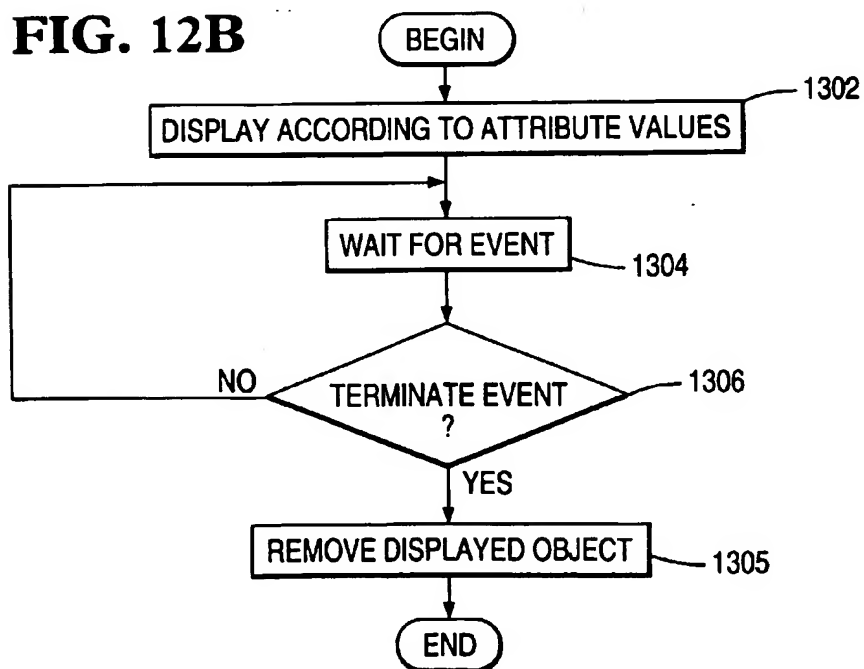 FIG. 12B
BEGIN
1302
DISPLAY ACCORDING TO ATTRIBUTE VALUES
WAIT FOR EVENT
1304
NO
TERMINATE EVENT
?
1306
YES
REMOVE DISPLAYED OBJECT
1305
END